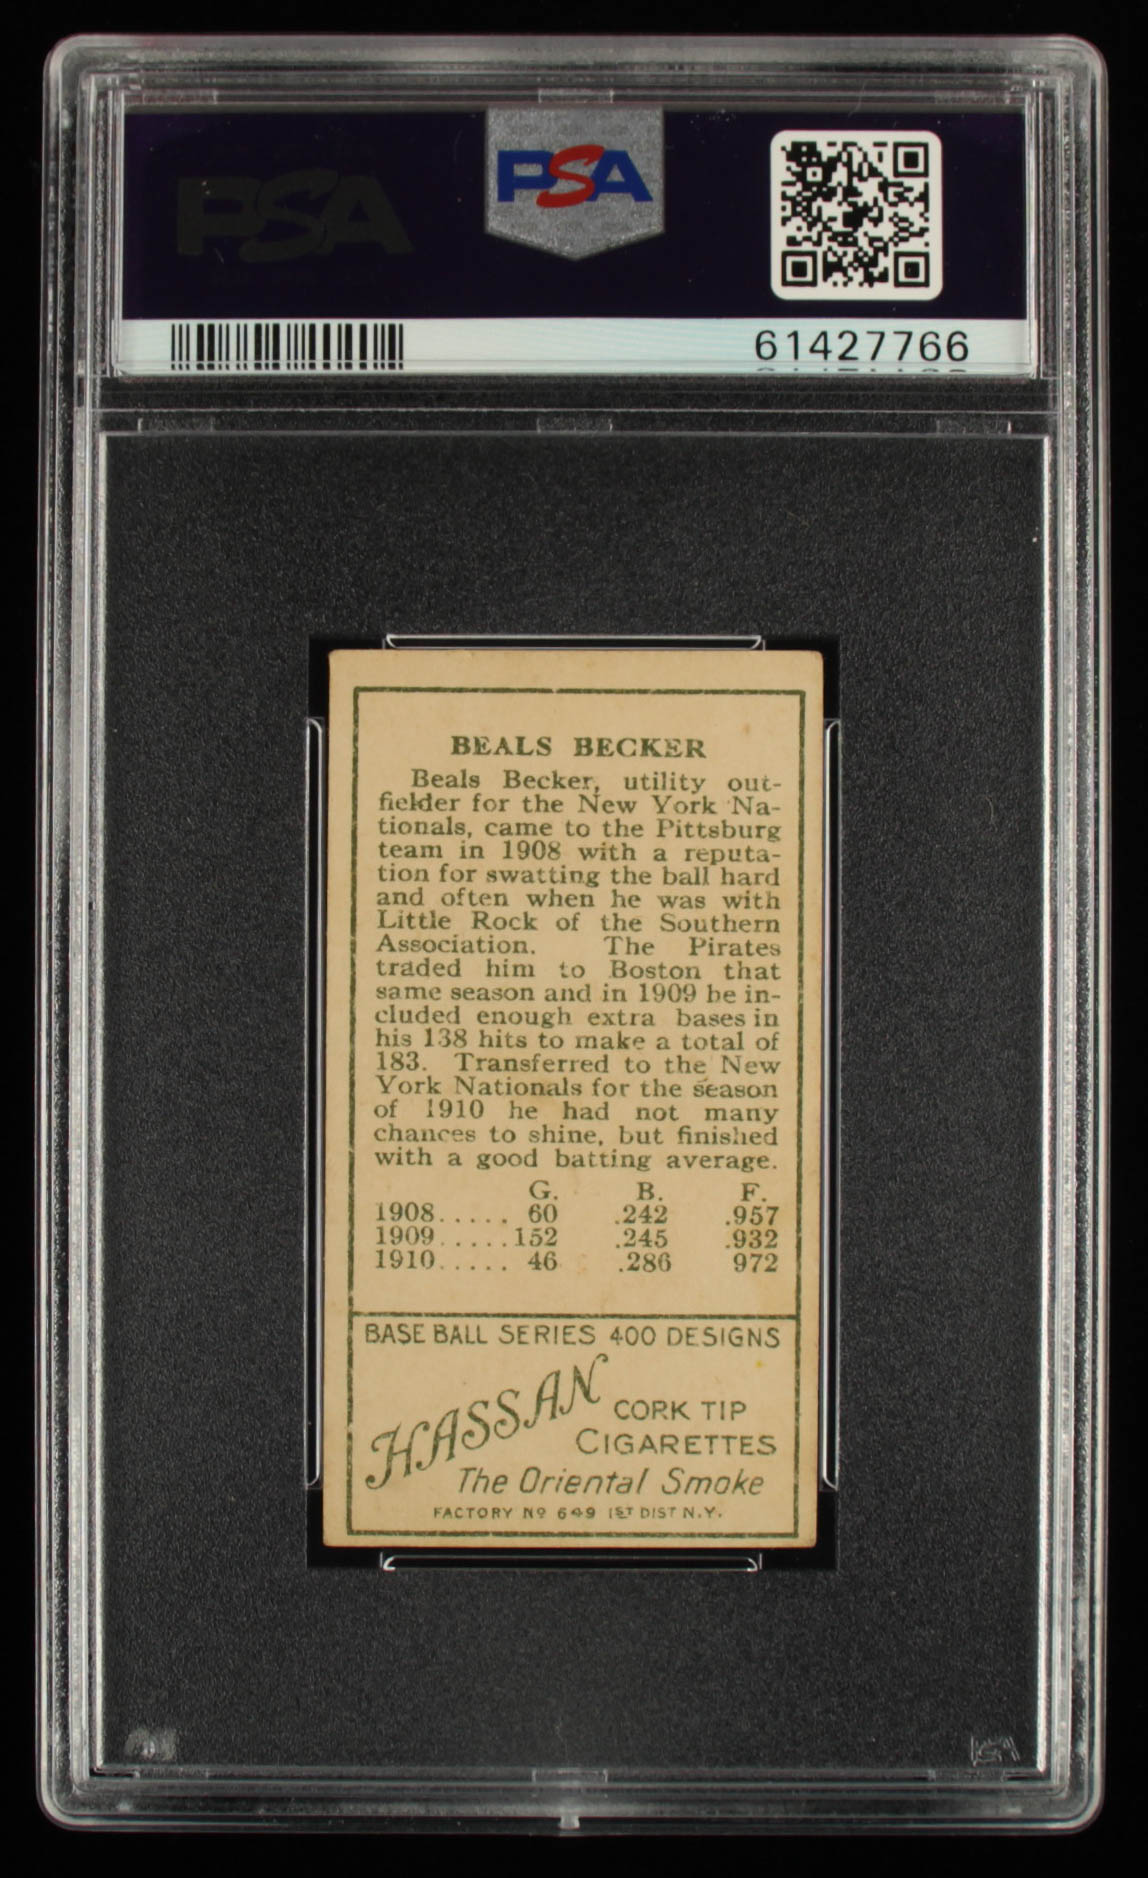 PSA
PSA
61427766
BEALS BECKER
Beals Becker, utility out-
fielder for the New York Na-
tionals, came to the Pittsburg
team in 1908 with a reputa-
tion for swatting the ball hard
and often when he was with
Little Rock of the Southern
Association. The Pirates
traded him to Boston that
same season and in 1909 he in-
cluded enough extra bases in
his 138 hits to make a total of
183. Transferred to the New
York Nationals for the season
of 1910 he had not many
chances to shine, but finished
with a good batting average.
G. B. F.
1908..... 60 .242 .957
1909.....152 .245 .932
1910..... 46 .286 972
BASE BALL SERIES 400 DESIGNS
HASSAN
CORK TIP
CIGARETTES
The Oriental Smoke
FACTORY Nº 649 1ST DIST N.Y.